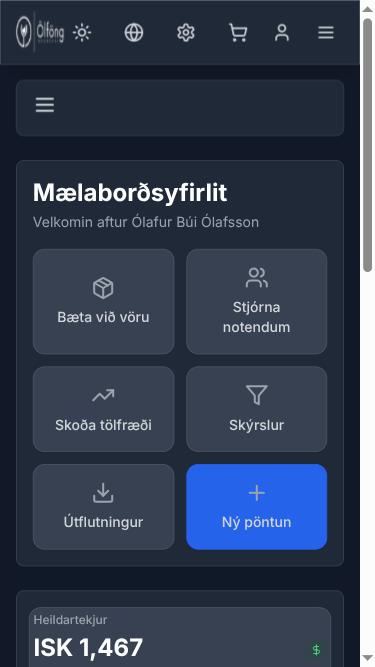 Ölföng
Mælaborðsyfirlit
Velkomin aftur Ólafur Búi Ólafsson
Bæta við vöru
Stjórna
notendum
Skoða tölfræði
Skýrslur
Útflutningur
Ný pöntun
Heildartekjur
ISK 1,467
$